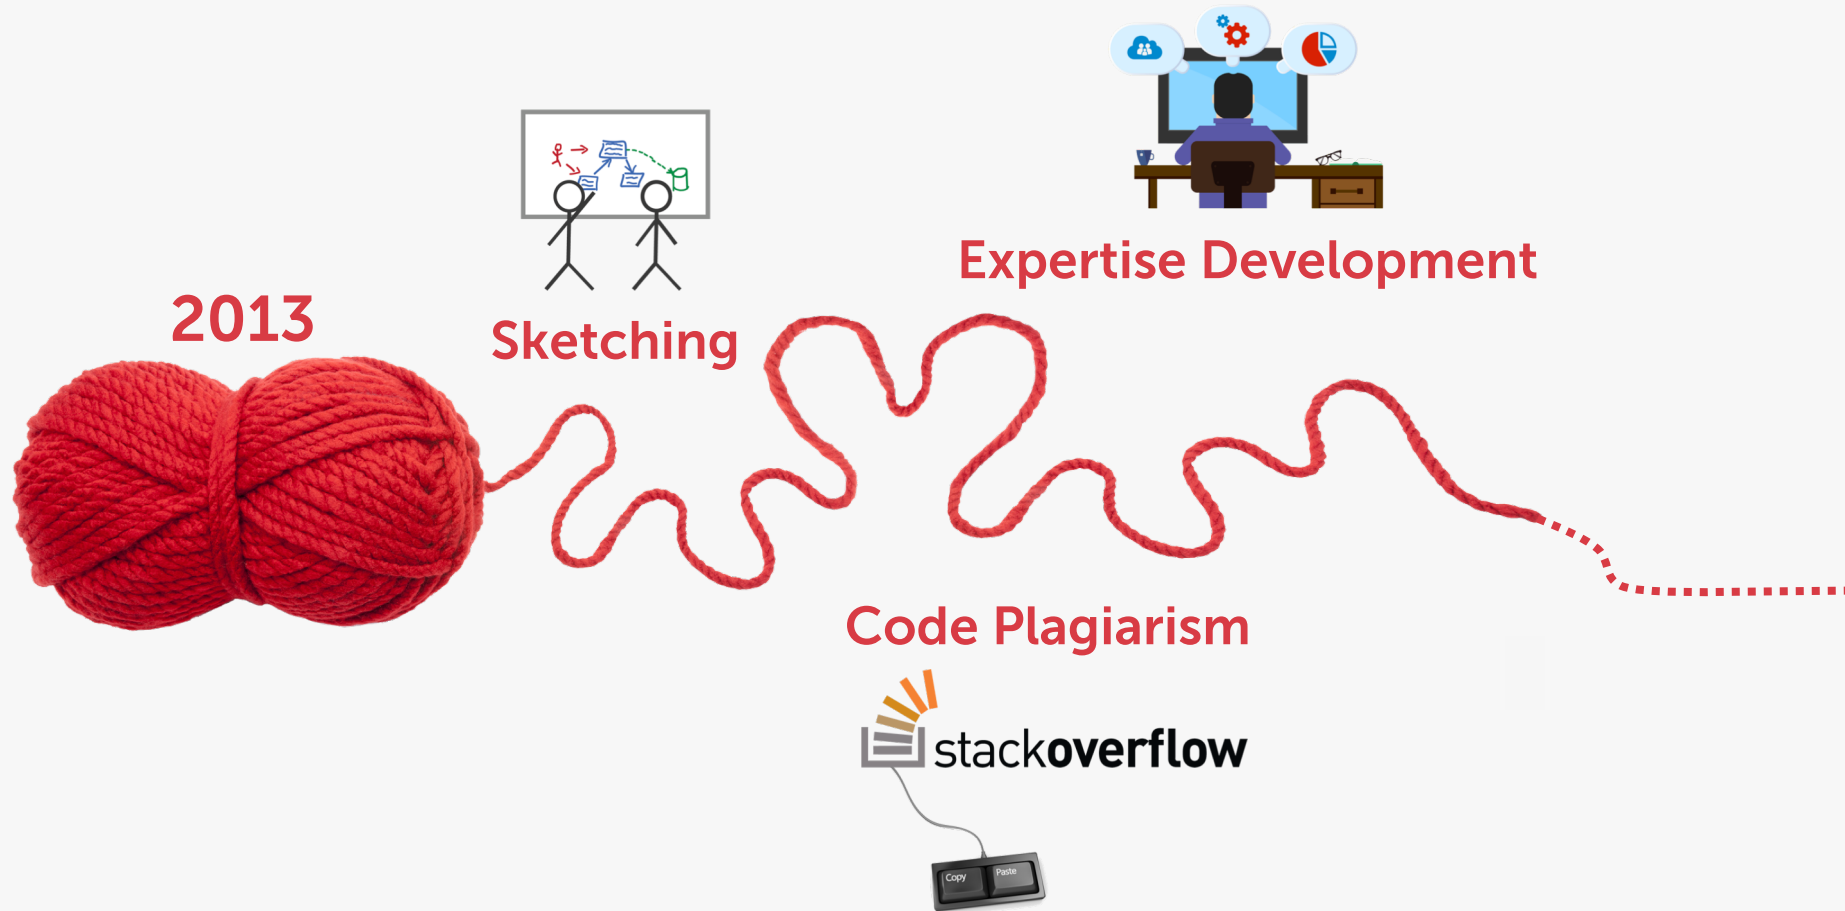 2013
Sketching
Expertise Development
Code Plagiarism
stackoverflow
Copy
Paste